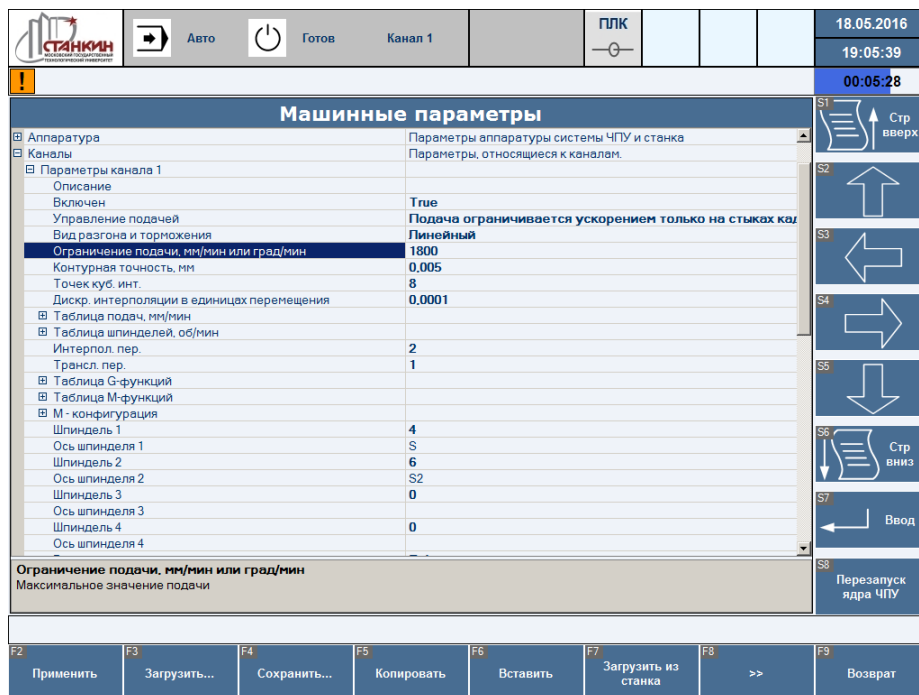 СТАНКИН
МОСКОВСКИЙ ГОСУДАРСТВЕННЫЙ
ТЕХНОЛОГИЧЕСКИЙ УНИВЕРСИТЕТ
Авто
Готов
Канал 1
ПЛК
18.05.2016
19:05:39
!
00:05:28
Машинные параметры
Аппаратура Параметры аппаратуры системы ЧПУ и станка
Каналы Параметры, относящиеся к каналам.
Параметры канала 1
Описание
Включен True
Управление подачей Подача ограничивается ускорением только на стыках кад
Вид разгона и торможения Линейный
Ограничение подачи, мм/мин или град/мин 1800
Контурная точность, мм 0,005
Точек куб. инт. 8
Дискр. интерполяции в единицах перемещения 0,0001
Таблица подач, мм/мин
Таблица шпинделей, об/мин
Интерпол. пер. 2
Трансл. пер. 1
Таблица G-функций
Таблица M-функций
M - конфигурация
Шпиндель 1 4
Ось шпинделя 1 S
Шпиндель 2 6
Ось шпинделя 2 S2
Шпиндель 3 0
Ось шпинделя 3
Шпиндель 4 0
Ось шпинделя 4
Ограничение подачи, мм/мин или град/мин
Максимальное значение подачи
S1
Стр
вверх
S2
S3
S4
S5
S6
Стр
вниз
S7
Ввод
S8
Перезапуск
ядра ЧПУ
F2
Применить
F3
Загрузить...
F4
Сохранить...
F5
Копировать
F6
Вставить
F7
Загрузить из
станка
F8
>>
F9
Возврат